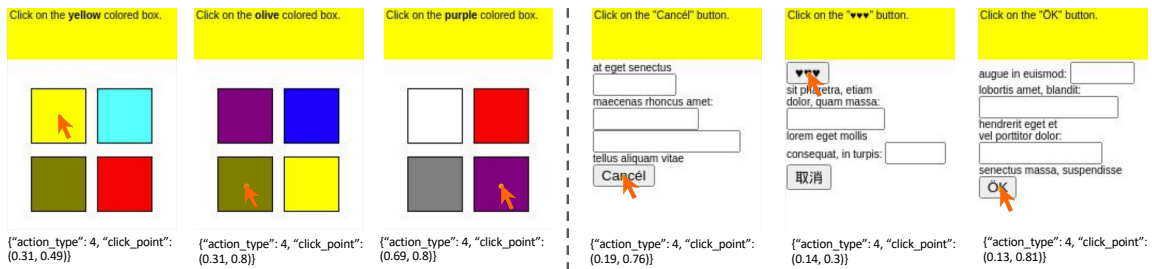 Click on the yellow colored box.
{"action_type": 4, "click_point":
(0.31, 0.49)}
Click on the olive colored box.
{"action_type": 4, "click_point":
(0.31, 0.8)}
Click on the purple colored box.
{"action_type": 4, "click_point":
(0.69, 0.8)}
Click on the "Cancél" button.
at eget senectus
maecenas rhoncus amet:
tellus aliquam vitae
Cancél
{"action_type": 4, "click_point":
(0.19, 0.76)}
Click on the "♥♥♥" button.
♥♥♥
sit pharetra, etiam
dolor, quam massa:
lorem eget mollis
consequat, in turpis:
取消
{"action_type": 4, "click_point":
(0.14, 0.3)}
Click on the "ÖK" button.
augue in euismod:
lobortis amet, blandit:
hendrerit eget et
vel porttitor dolor:
senectus massa, suspendisse
ÖK
{"action_type": 4, "click_point":
(0.13, 0.81)}